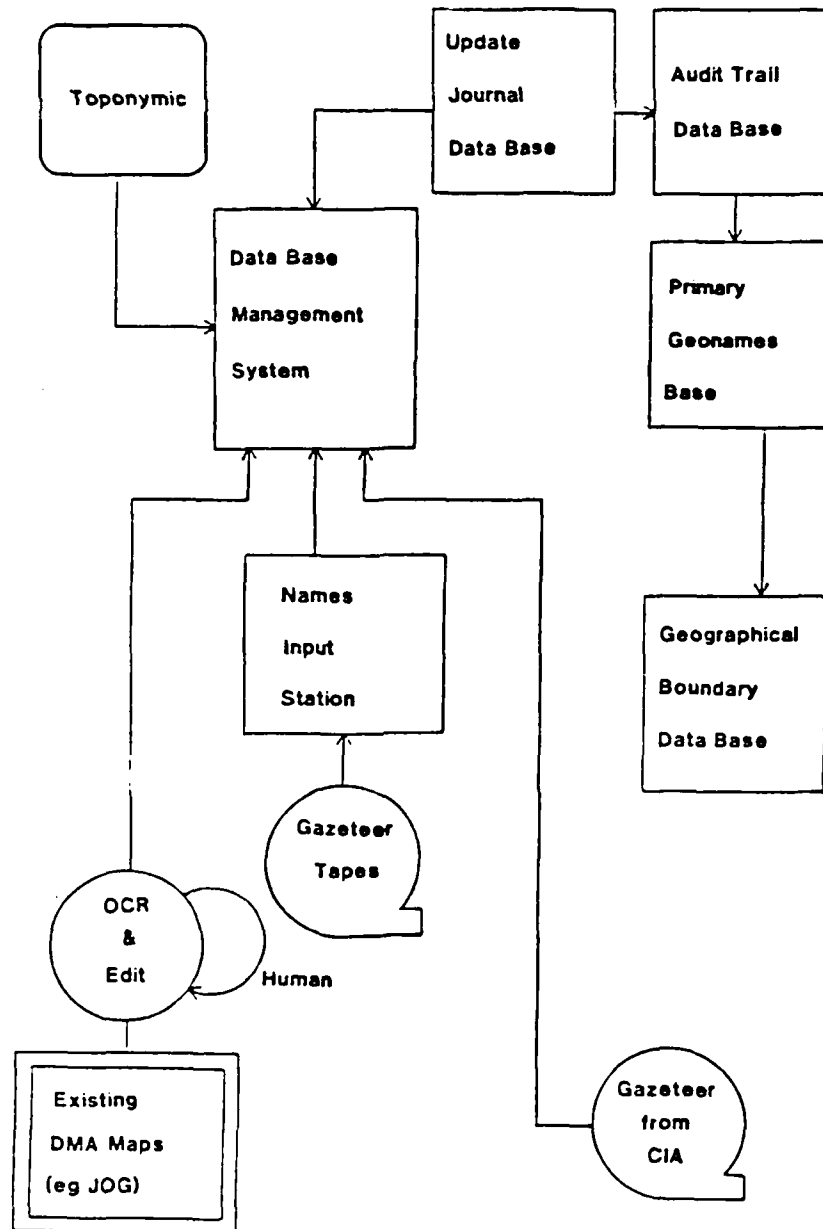 Toponymic
Update
Journal
Data Base
Audit Trail
Data Base
Data Base
Management
System
Primary
Geonames
Base
Names
Input
Station
Geographical
Boundary
Data Base
Gazeteer
Tapes
OCR
&
Edit
Human
Existing
DMA Maps
(eg JOG)
Gazeteer
from
CIA